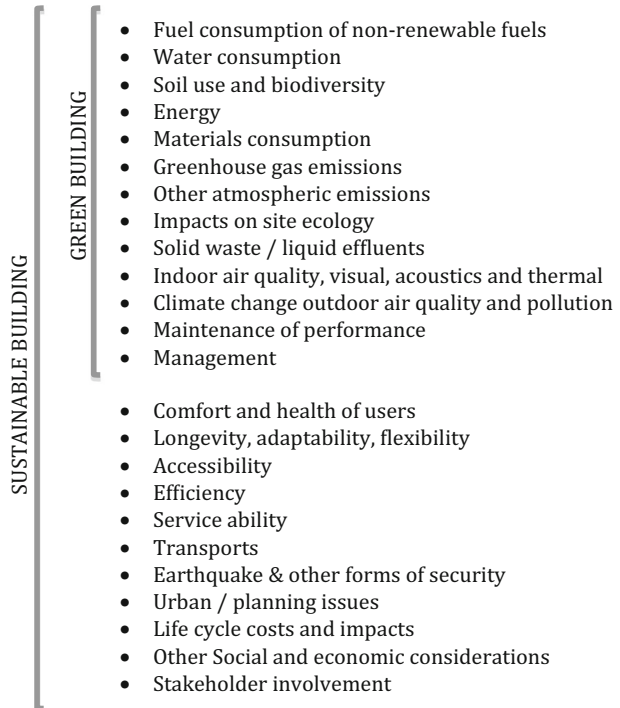 SUSTAINABLE BUILDING
GREEN BUILDING
• Fuel consumption of non-renewable fuels
• Water consumption
• Soil use and biodiversity
• Energy
• Materials consumption
• Greenhouse gas emissions
• Other atmospheric emissions
• Impacts on site ecology
• Solid waste / liquid effluents
• Indoor air quality, visual, acoustics and thermal
• Climate change outdoor air quality and pollution
• Maintenance of performance
• Management
• Comfort and health of users
• Longevity, adaptability, flexibility
• Accessibility
• Efficiency
• Service ability
• Transports
• Earthquake & other forms of security
• Urban / planning issues
• Life cycle costs and impacts
• Other Social and economic considerations
• Stakeholder involvement